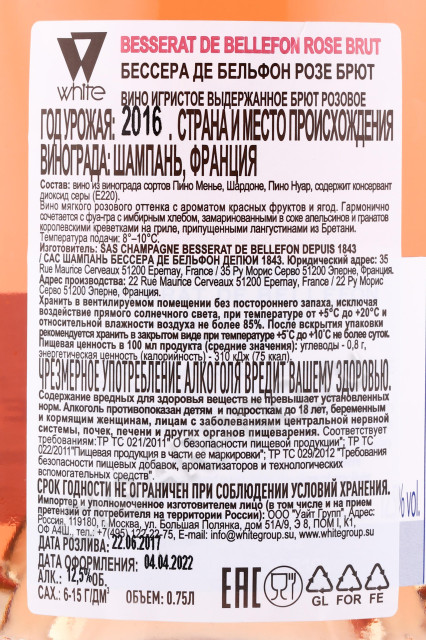 white
BESSERAT DE BELLEFON ROSE BRUT
БЕССЕРА ДЕ БЕЛЬФОН РОЗЕ БРЮТ
ВИНО ИГРИСТОЕ ВЫДЕРЖАННОЕ БРЮТ РОЗОВОЕ
ГОД УРОЖАЯ: 2016 . СТРАНА И МЕСТО ПРОИСХОЖДЕНИЯ
ВИНОГРАДА: ШАМПАНЬ, ФРАНЦИЯ
Состав: вино из винограда сортов Пино Менье, Шардоне, Пино Нуар, содержит консервант
диоксид серы (Е220).
Вино мягкого розового оттенка с ароматом красных фруктов и ягод. Гармонично
сочетается с фуа-гра с имбирным хлебом, замаринованными в соке апельсинов и гранатов
королевскими креветками на гриле, припущенными лангустинами из Бретани.
Температура подачи: 8°–10°С.
Изготовитель: SAS CHAMPAGNE BESSERAT DE BELLEFON DEPUIS 1843
/ САС ШАМПАНЬ БЕССЕРА ДЕ БЕЛЬФОН ДЕПЮИ 1843. Юридический адрес: 35
Rue Maurice Cerveaux 51200 Epernay, France / 35 Ру Морис Серво 51200 Эперне, Франция.
Адрес производства: 22 Rue Maurice Cerveaux 51200 Epernay, France / 22 Ру Морис
Серво 51200 Эперне, Франция.
Хранить в вентилируемом помещении без постороннего запаха, исключая
воздействие прямого солнечного света, при температуре от +5°С до +20°С и
относительной влажности воздуха не более 85%. После вскрытия упаковки
рекомендуется хранить в закрытом виде при температуре +5°С до +10°С не более суток.
Пищевая ценность в 100 мл продукта (средние значения): углеводы - 0,8 г,
энергетическая ценность (калорийность) - 310 кДж (75 ккал).
ЧРЕЗМЕРНОЕ УПОТРЕБЛЕНИЕ АЛКОГОЛЯ ВРЕДИТ ВАШЕМУ ЗДОРОВЬЮ.
Содержание вредных для здоровья веществ не превышает установленных
норм. Алкоголь противопоказан детям и подросткам до 18 лет, беременным
и кормящим женщинам, лицам с заболеваниями центральной нервной
системы, почек, печени и других органов пищеварения. Соответствует
требованиям:ТР ТС 021/2011" О безопасности пищевой продукции"; ТР ТС
022/2011"Пищевая продукция в части ее маркировки"; ТР ТС 029/2012 "Требования
безопасности пищевых добавок, ароматизаторов и технологических
вспомогательных средств".
СРОК ГОДНОСТИ НЕ ОГРАНИЧЕН ПРИ СОБЛЮДЕНИИ УСЛОВИЙ ХРАНЕНИЯ.
Импортер и уполномоченное изготовителем лицо (в том числе и на прием
претензий от потребителей на территории России): ООО "Уайт Групп". Адрес:
Россия, 119180, г. Москва, ул. Большая Полянка, дом 51А/9, Э 8, ПОМ I, К1,
ОФ А4Ш., тел.:+7(495) 122-22-75, E-mail: info@whitegroup.su, www.whitegroup.su
ДАТА РОЗЛИВА: 22.06.2017
ДАТА ОФОРМЛЕНИЯ: 04.04.2022
АЛК.: 12,5% ОБ.
САХ.: 6-15 Г/ДМ³ ОБЪЕМ: 0.75Л
EAC
GL FOR FE
% vol.